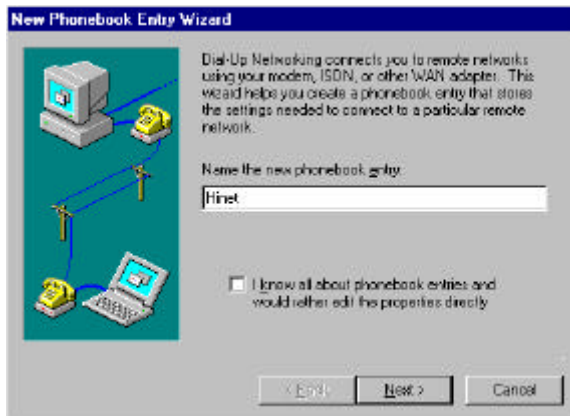 New Phonebook Entry Wizard
Dial-Up Networking connects you to remote networks
using your modem, ISDN, or other WAN adapter. This
wizard helps you create a phonebook entry that stores
the settings needed to connect to a particular remote
network.
Name the new phonebook entry:
Hinet
I know all about phonebook entries and
would rather edit the properties directly
< Back
Next >
Cancel